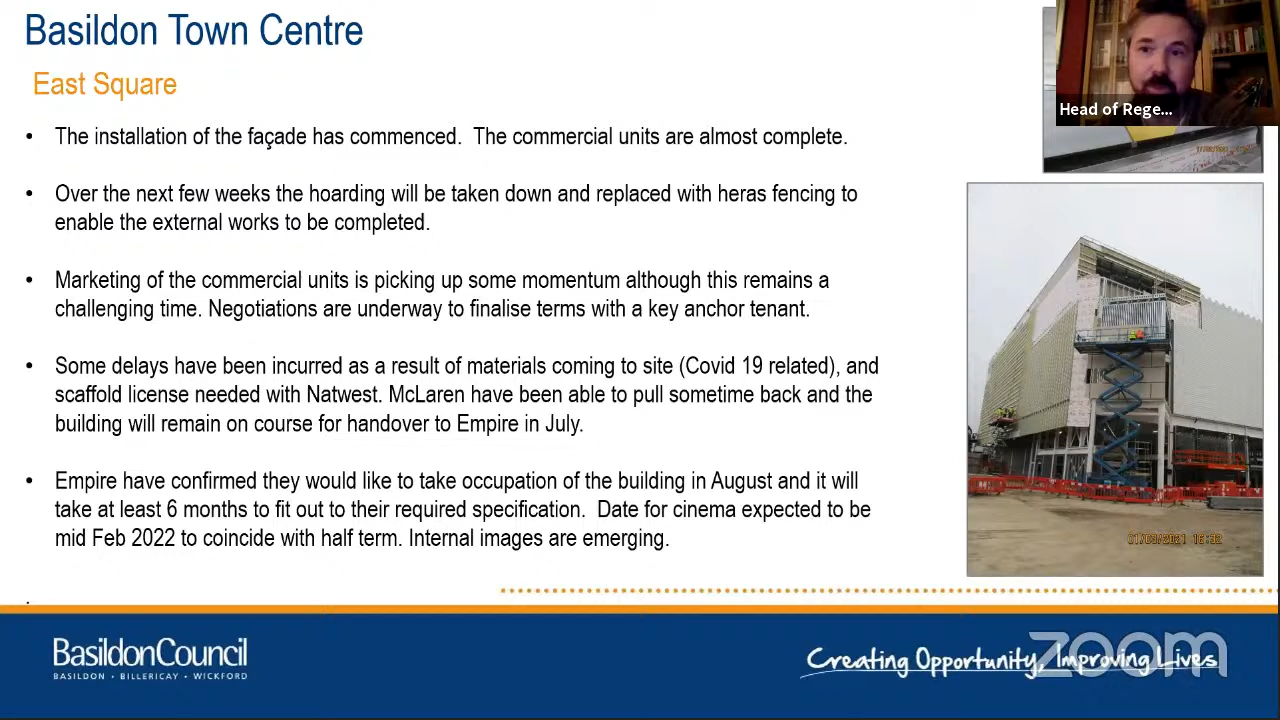 Basildon Town Centre
East Square
• The installation of the façade has commenced. The commercial units are almost complete.
• Over the next few weeks the hoarding will be taken down and replaced with heras fencing to
enable the external works to be completed.
• Marketing of the commercial units is picking up some momentum although this remains a
challenging time. Negotiations are underway to finalise terms with a key anchor tenant.
• Some delays have been incurred as a result of materials coming to site (Covid 19 related), and
scaffold license needed with Natwest. McLaren have been able to pull sometime back and the
building will remain on course for handover to Empire in July.
• Empire have confirmed they would like to take occupation of the building in August and it will
take at least 6 months to fit out to their required specification. Date for cinema expected to be
mid Feb 2022 to coincide with half term. Internal images are emerging.
.
Head of Rege...
01/03/2021 16:32
BasildonCouncil
BASILDON • BILLERICAY • WICKFORD
Creating Opportunity, Improving Lives
zoom